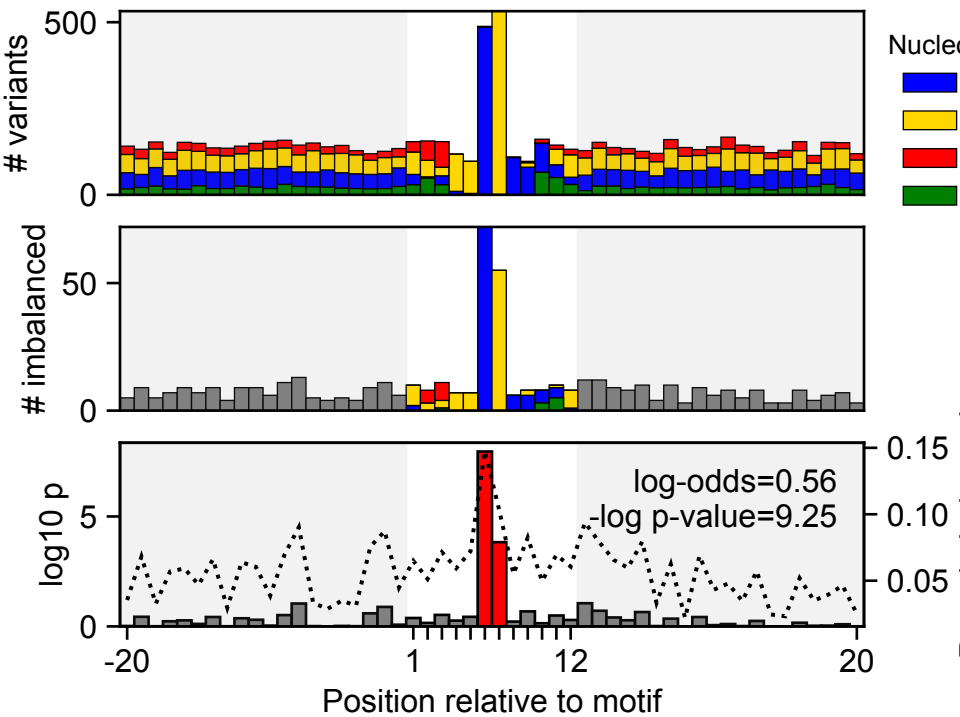 500
0
# variants
Nucleo
50
0
# imbalanced
5
0
log10 p
0.15
0.10
0.05
log-odds=0.56
-log p-value=9.25
-20
1
12
20
Position relative to motif